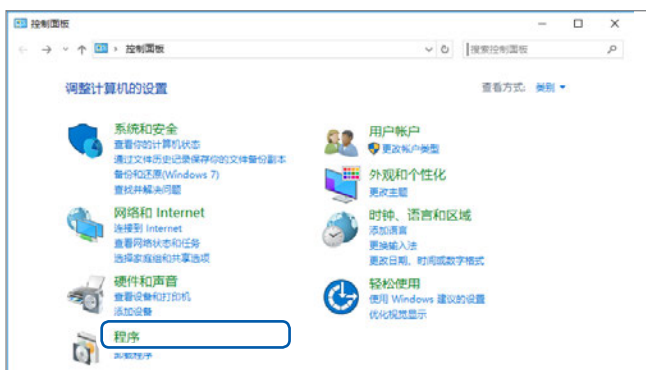 控制面板
控制面板
搜索控制面板
调整计算机的设置
查看方式: 类别
系统和安全
查看你的计算机状态
通过文件历史记录保存你的文件备份副本
备份和还原(Windows 7)
查找并解决问题
网络和 Internet
连接到 Internet
查看网络状态和任务
选择家庭组和共享选项
硬件和声音
查看设备和打印机
添加设备
程序
卸载程序
用户帐户
更改帐户类型
外观和个性化
更改主题
时钟、语言和区域
添加语言
更换输入法
更改日期、时间或数字格式
轻松使用
使用 Windows 建议的设置
优化视觉显示